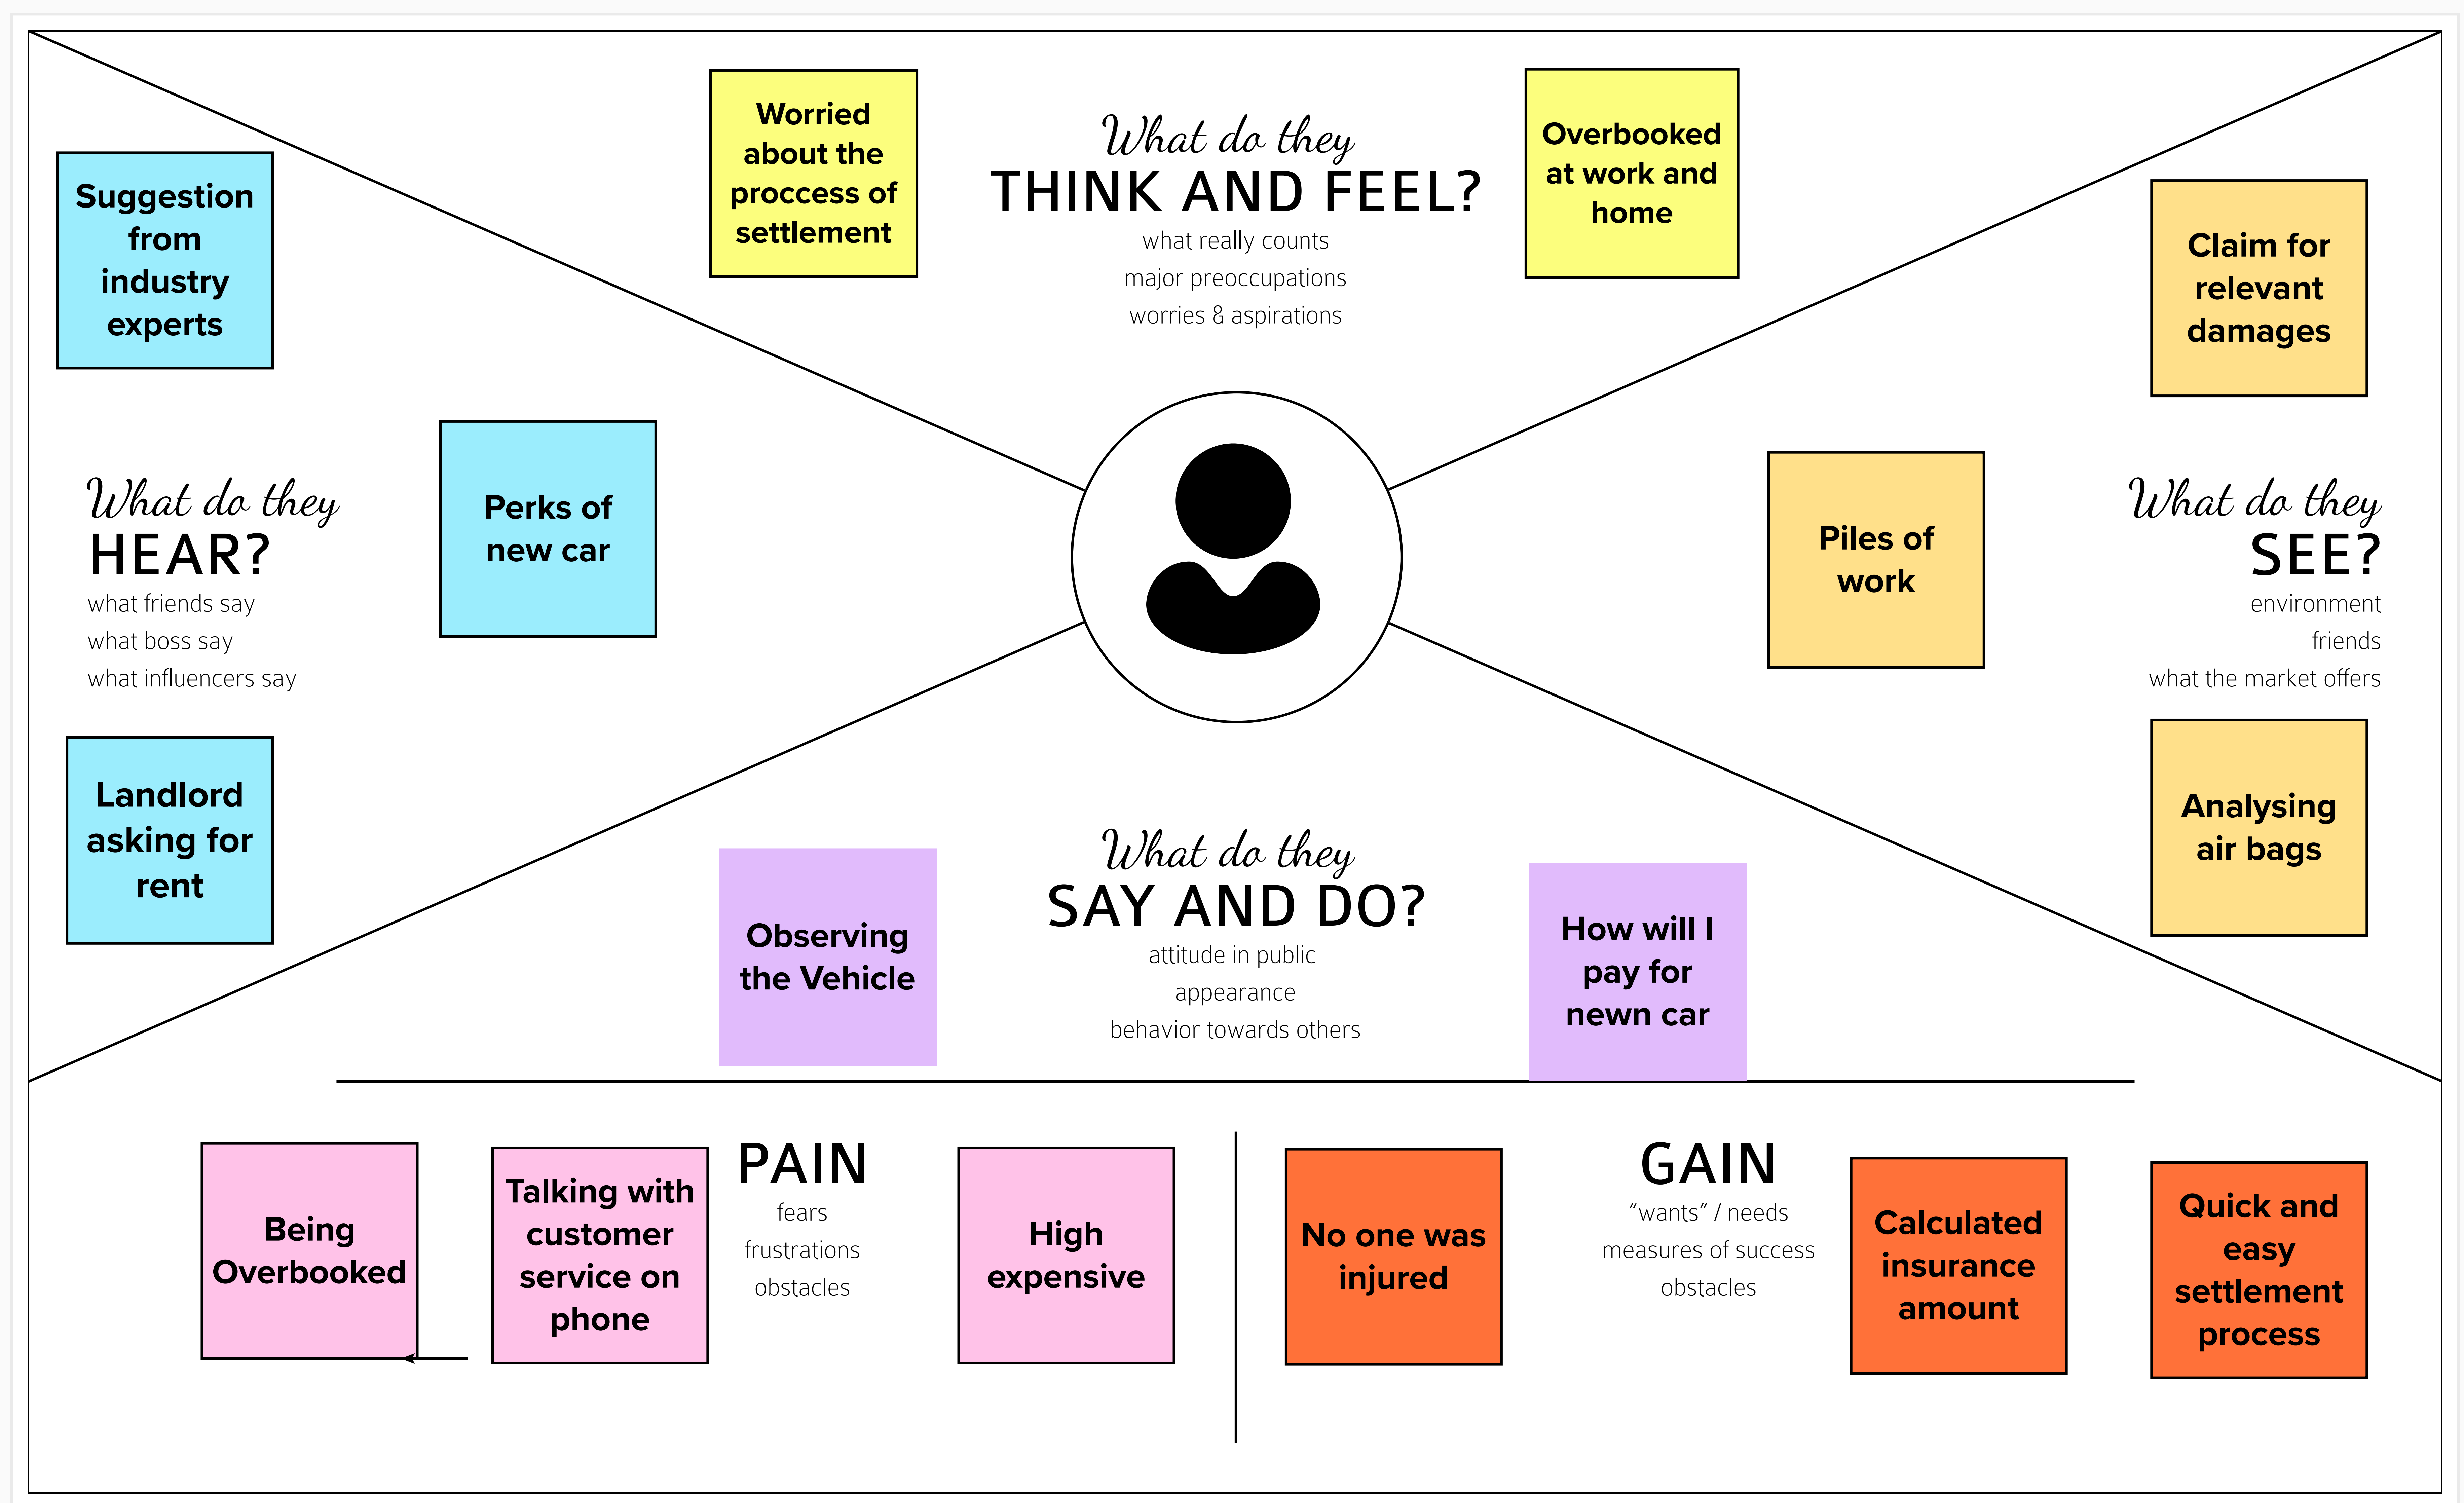 Worried
about the
proccess of
settlement
What do they
THINK AND FEEL?
what really counts
major preoccupations
worries & aspirations
Overbooked
at work and
home
Suggestion
from
industry
experts
Perks of
new car
What do they
HEAR?
what friends say
what boss say
what influencers say
Landlord
asking for
rent
Claim for
relevant
damages
Piles of
work
What do they
SEE?
environment
friends
what the market offers
Analysing
air bags
Observing
the Vehicle
What do they
SAY AND DO?
attitude in public
appearance
behavior towards others
How will I
pay for
newn car
Being
Overbooked
Talking with
customer
service on
phone
PAIN
fears
frustrations
obstacles
High
expensive
No one was
injured
GAIN
“wants” / needs
measures of success
obstacles
Calculated
insurance
amount
Quick and
easy
settlement
process